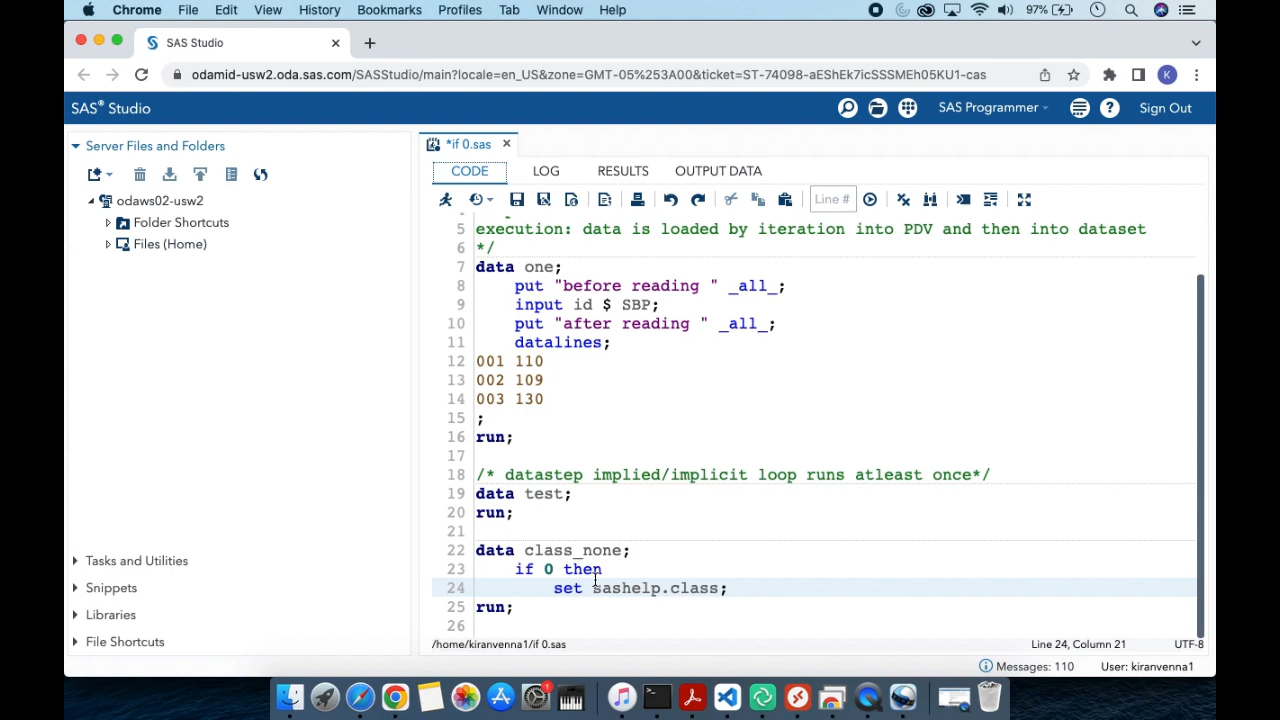 Chrome File Edit View History Bookmarks Profiles Tab Window Help 97%
SAS Studio
odamid-usw2.oda.sas.com/SASStudio/main?locale=en_US&zone=GMT-05%253A00&ticket=ST-74098-aEShEk7icSSSMEh05KU1-cas K
SAS® Studio SAS Programmer Sign Out
Server Files and Folders
*if 0.sas
CODE LOG RESULTS OUTPUT DATA
Line #
odaws02-usw2
Folder Shortcuts
Files (Home)
Tasks and Utilities
Snippets
Libraries
File Shortcuts
5 execution: data is loaded by iteration into PDV and then into dataset
6 */
7 data one;
8 put "before reading " _all_;
9 input id $ SBP;
10 put "after reading " _all_;
11 datalines;
12 001 110
13 002 109
14 003 130
15 ;
16 run;
17
18 /* datastep implied/implicit loop runs atleast once*/
19 data test;
20 run;
21
22 data class_none;
23 if 0 then
24 set sashelp.class;
25 run;
26
/home/kiranvenna1/if 0.sas Line 24, Column 21 UTF-8
Messages: 110 User: kiranvenna1
1